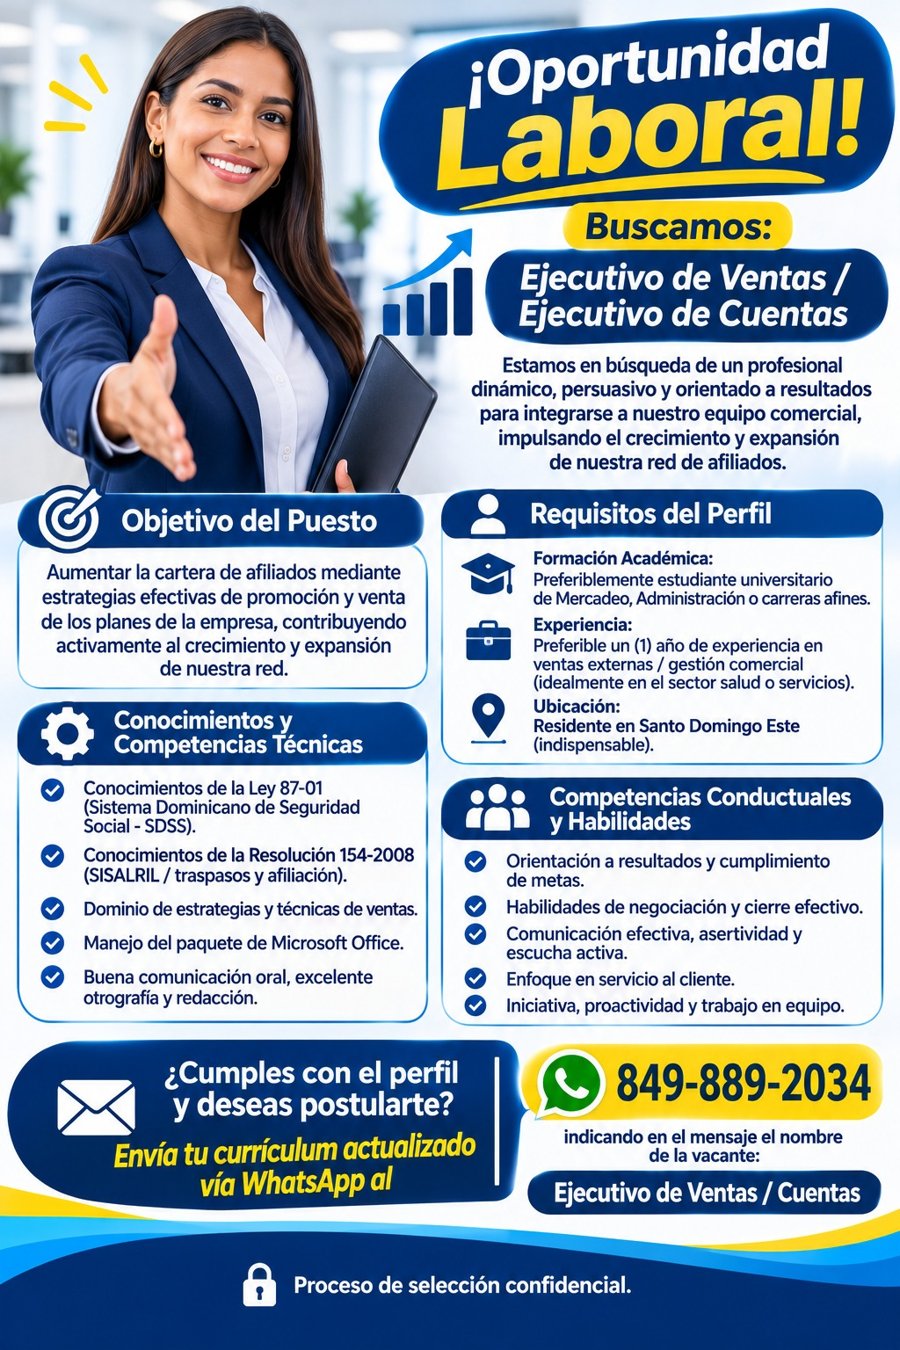 ¡Oportunidad
Laboral!
Buscamos:
Ejecutivo de Ventas /
Ejecutivo de Cuentas
Estamos en búsqueda de un profesional
dinámico, persuasivo y orientado a resultados
para integrarse a nuestro equipo comercial,
impulsando el crecimiento y expansión
de nuestra red de afiliados.
Objetivo del Puesto
Aumentar la cartera de afiliados mediante
estrategias efectivas de promoción y venta
de los planes de la empresa, contribuyendo
activamente al crecimiento y expansión
de nuestra red.
Conocimientos y
Competencias Técnicas
Conocimientos de la Ley 87-01
(Sistema Dominicano de Seguridad
Social - SDSS).
Conocimientos de la Resolución 154-2008
(SISALRIL / traspasos y afiliación).
Dominio de estrategias y técnicas de ventas.
Manejo del paquete de Microsoft Office.
Buena comunicación oral, excelente
otrografía y redacción.
Requisitos del Perfil
Formación Académica:
Preferiblemente estudiante universitario
de Mercadeo, Administración o carreras afines.
Experiencia:
Preferible un (1) año de experiencia en
ventas externas / gestión comercial
(idealmente en el sector salud o servicios).
Ubicación:
Residente en Santo Domingo Este
(indispensable).
Competencias Conductuales
y Habilidades
Orientación a resultados y cumplimiento
de metas.
Habilidades de negociación y cierre efectivo.
Comunicación efectiva, asertividad y
escucha activa.
Enfoque en servicio al cliente.
Iniciativa, proactividad y trabajo en equipo.
¿Cumples con el perfil
y deseas postularte?
Envía tu currículum actualizado
vía WhatsApp al
849-889-2034
indicando en el mensaje el nombre
de la vacante:
Ejecutivo de Ventas / Cuentas
Proceso de selección confidencial.